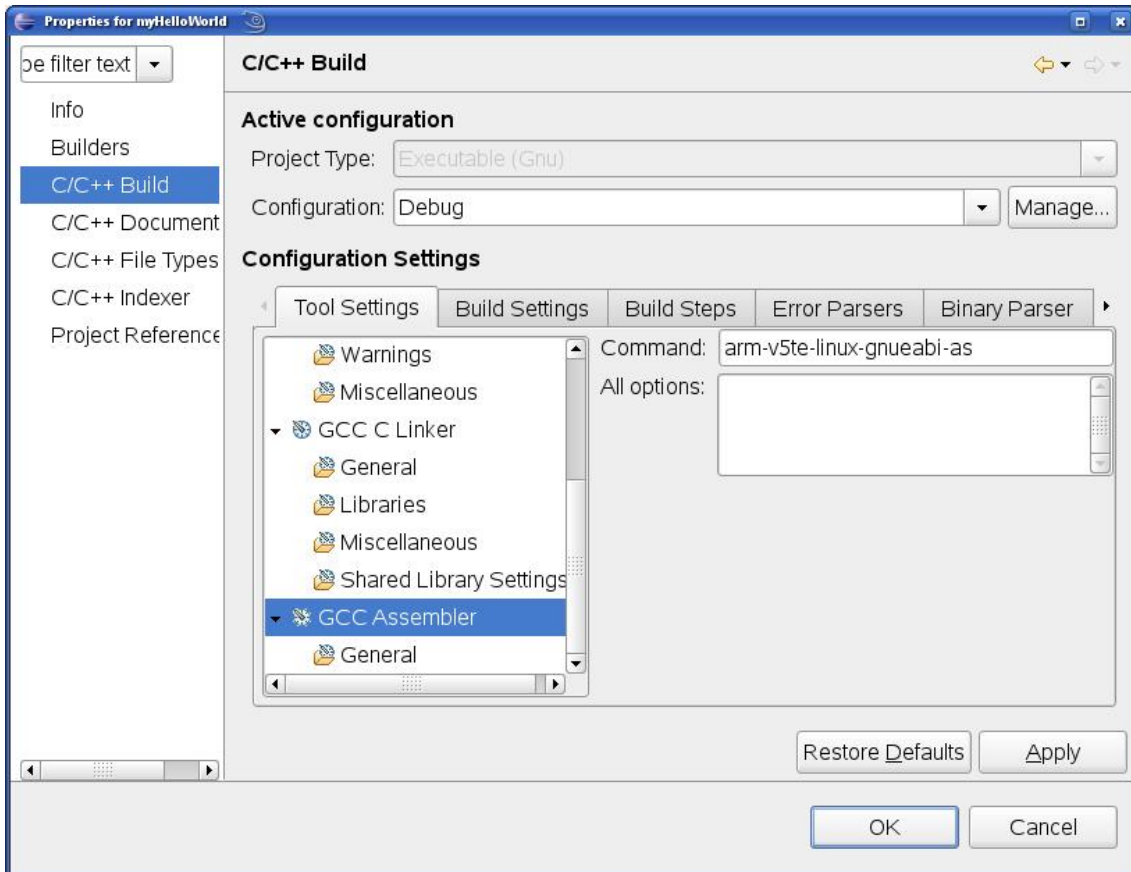 Properties for myHelloWorld
pe filter text
Info
Builders
C/C++ Build
C/C++ Document
C/C++ File Types
C/C++ Indexer
Project Reference
C/C++ Build
Active configuration
Project Type: Executable (Gnu)
Configuration: Debug Manage...
Configuration Settings
Tool Settings Build Settings Build Steps Error Parsers Binary Parser
Warnings
Miscellaneous
GCC C Linker
General
Libraries
Miscellaneous
Shared Library Settings
GCC Assembler
General
Command: arm-v5te-linux-gnueabi-as
All options:
Restore Defaults Apply
OK Cancel